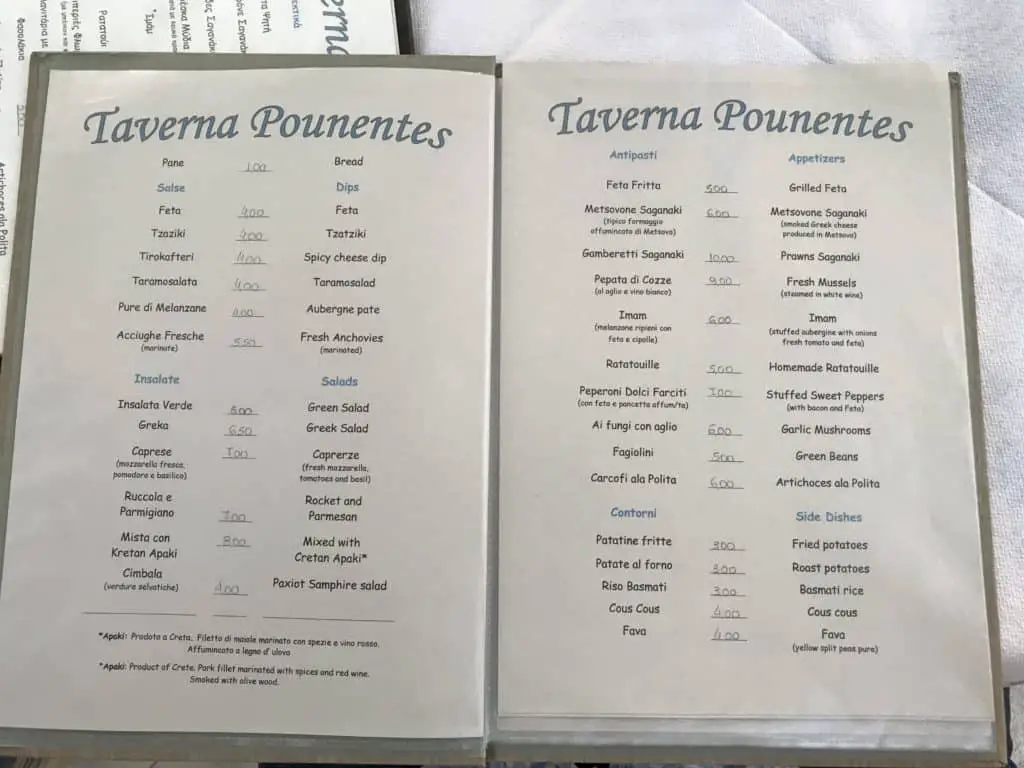 Taverna Pounentes
Pane 1,00 Bread
Salse Dips
Feta 4,00 Feta
Tzaziki 4,00 Tzatziki
Tirokafteri 4,00 Spicy cheese dip
Taramosalata 4,00 Taramosalad
Pure di Melanzane 4,00 Aubergine pate
Acciughe Fresche 5,50 Fresh Anchovies
(marinate) (marinated)
Insalate Salads
Insalata Verde 5,00 Green Salad
Greka 6,50 Greek Salad
Caprese 7,00 Caprerze
(mozzarella fresca, (fresh mozzarella,
pomodoro e basilico) tomatoes and basil)
Ruccola e Rocket and
Parmigiano 7,00 Parmesan
Mista con 8,00 Mixed with
Kretan Apaki Cretan Apaki*
Cimbala Paxiot Samphire salad
(verdure selvatiche) 4,00
*Apaki: Prodoto a Creta. Filetto di maiale marinato con spezie e vino rosso.
Affumincato a legno d' ulovo
*Apaki: Product of Crete. Pork fillet marinated with spices and red wine.
Smoked with olive wood.
Taverna Pounentes
Antipasti Appetizers
Feta Fritta 5,00 Grilled Feta
Metsovone Saganaki 6,00 Metsovone Saganaki
(tipico formaggio (smoked Greek cheese
affumincato di Metsovo) produced in Metsovo)
Gamberetti Saganaki 10,00 Prawns Saganaki
Pepata di Cozze 9,00 Fresh Mussels
(al aglio e vino bianco) (steamed in white wine)
Imam 6,00 Imam
(melanzane ripieni con (stuffed aubergine with onions
feta e cipolle) fresh tomato and feta)
Ratatouille 5,00 Homemade Ratatouille
Peperoni Dolci Farciti 7,00 Stuffed Sweet Peppers
(con feta e pancetta affum/ta) (with bacon and Feta)
Ai fungi con aglio 6,00 Garlic Mushrooms
Fagiolini 5,00 Green Beans
Carcofi ala Polita 6,00 Artichoces ala Polita
Contorni Side Dishes
Patatine fritte 3,00 Fried potatoes
Patate al forno 3,00 Roast potatoes
Riso Basmati 3,00 Basmati rice
Cous Cous 4,00 Cous cous
Fava 4,00 Fava
(yellow split peas pure)
Φασολάκια
Ρατατούι
*Ιμάμ
Artichoces ala Polita